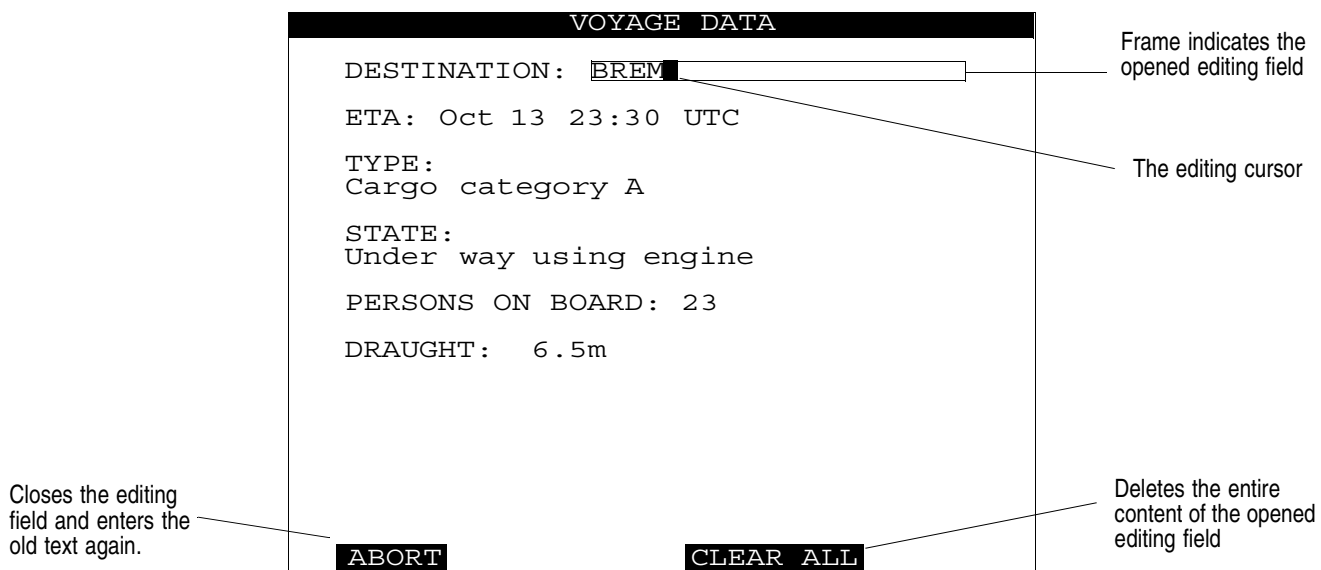 VOYAGE DATA
DESTINATION: BREM
ETA: Oct 13 23:30 UTC
TYPE:
Cargo category A
STATE:
Under way using engine
PERSONS ON BOARD: 23
DRAUGHT: 6.5m
ABORT CLEAR ALL
Frame indicates the
opened editing field
The editing cursor
Closes the editing
field and enters the
old text again.
Deletes the entire
content of the opened
editing field